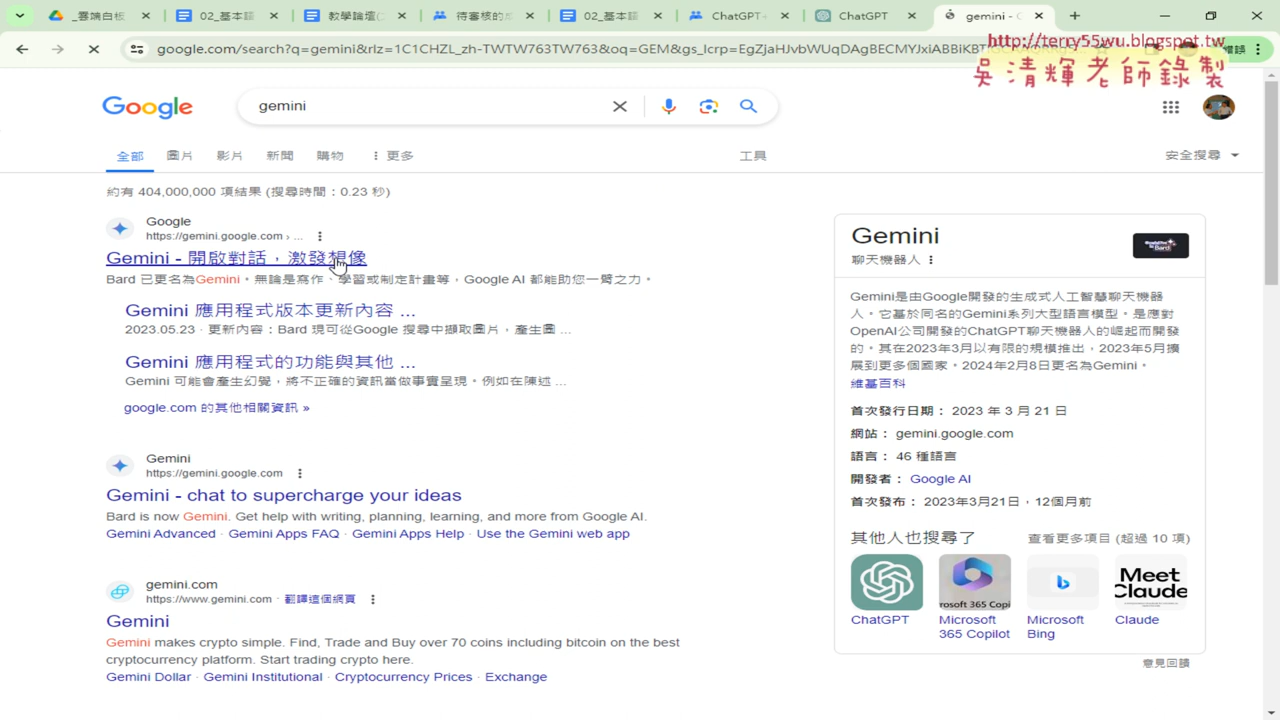 _雲端白板
02_基本語
教學論壇(
待審核的成
02_基本語
ChatGPT-
ChatGPT
gemini - G
google.com/search?q=gemini&rlz=1C1CHZL_zh-TWTW763TW763&oq=GEM&gs_lcrp=EgZjaHJvbWUqDAgBECMYJxiABBiKBT
http://terry55wu.blogspot.tw
吳清輝老師錄製
Google
gemini
全部 圖片 影片 新聞 購物 更多 工具 安全搜尋
約有 404,000,000 項結果 (搜尋時間：0.23 秒)
Google
https://gemini.google.com › ...
Gemini - 開啟對話，激發想像
Bard 已更名為Gemini。無論是寫作、學習或制定計畫等，Google AI 都能助您一臂之力。
Gemini 應用程式版本更新內容 ...
2023.05.23 · 更新內容：Bard 現可從Google 搜尋中擷取圖片，產生圖 ...
Gemini 應用程式的功能與其他 ...
Gemini 可能會產生幻覺，將不正確的資訊當做事實呈現。例如在陳述 ...
google.com 的其他相關資訊 »
Gemini
https://gemini.google.com
Gemini - chat to supercharge your ideas
Bard is now Gemini. Get help with writing, planning, learning, and more from Google AI.
Gemini Advanced · Gemini Apps FAQ · Gemini Apps Help · Use the Gemini web app
gemini.com
https://www.gemini.com · 翻譯這個網頁
Gemini
Gemini makes crypto simple. Find, Trade and Buy over 70 coins including bitcoin on the best
cryptocurrency platform. Start trading crypto here.
Gemini Dollar · Gemini Institutional · Cryptocurrency Prices · Exchange
Gemini
聊天機器人
Gemini是由Google開發的生成式人工智慧聊天機器
人。它基於同名的Gemini系列大型語言模型。是應對
OpenAI公司開發的ChatGPT聊天機器人的崛起而開發
的。其在2023年3月以有限的規模推出，2023年5月擴
展到更多個國家。2024年2月8日更名為Gemini。
維基百科
首次發行日期： 2023 年 3 月 21 日
網站： gemini.google.com
語言： 46 種語言
開發者： Google AI
首次發布： 2023年3月21日，12個月前
其他人也搜尋了
查看更多項目 (超過 10 項)
Meet
Claude
ChatGPT
Microsoft
365 Copilot
Microsoft
Bing
Claude
意見回饋